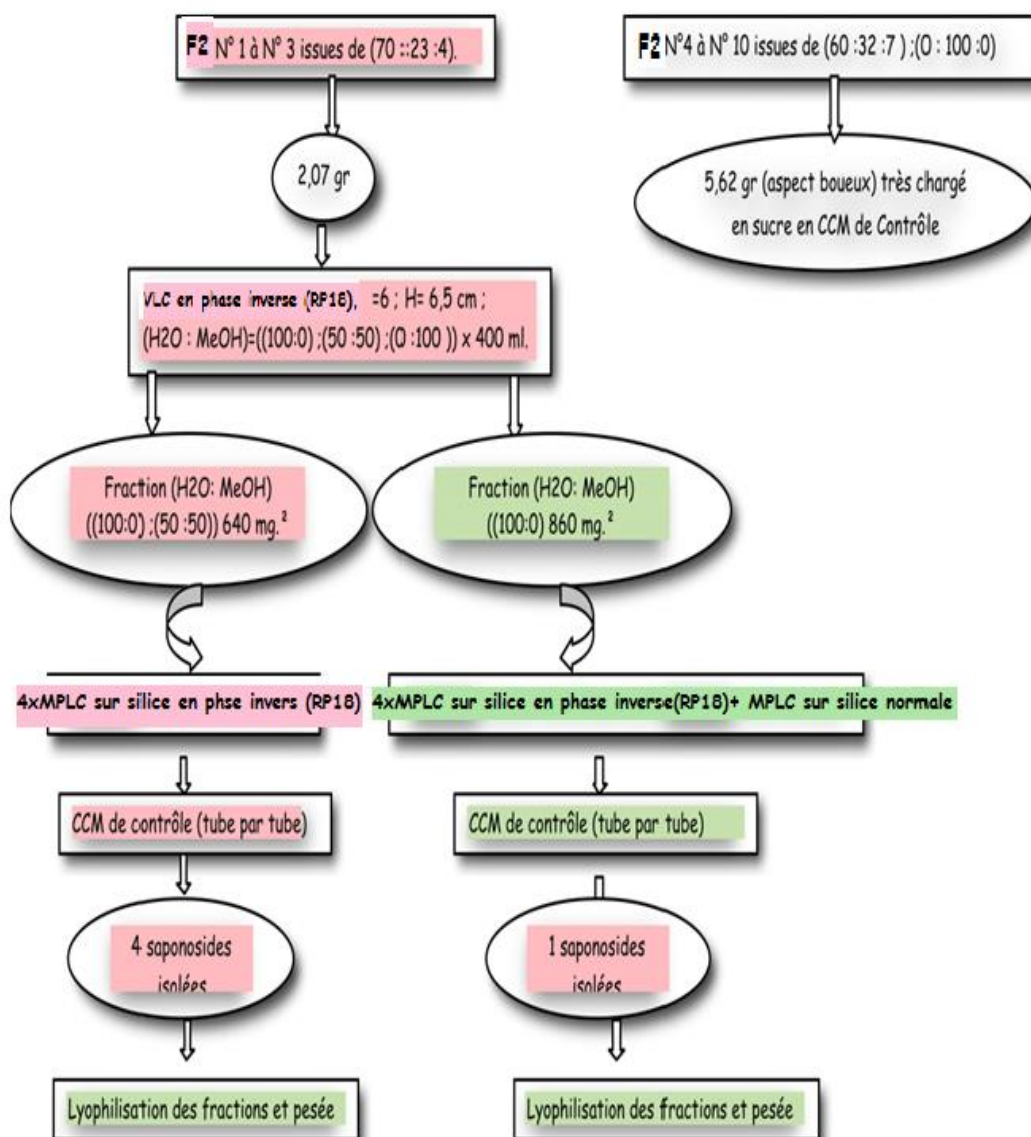 F2 N° 1 à N° 3 issues de (70 ::23 :4).
F2 N°4 à N° 10 issues de (60 :32 :7 ) ;(O : 100 :0)
2,07 gr
5,62 gr (aspect boueux) très chargé
en sucre en CCM de Contrôle
VLC en phase inverse (RP18), =6 ; H= 6,5 cm ;
(H2O : MeOH)=((100:0) ;(50 :50) ;(O :100 )) x 400 ml.
Fraction (H2O: MeOH)
((100:0) ;(50 :50)) 640 mg.²
Fraction (H2O: MeOH)
((100:0) 860 mg.²
4xMPLC sur silice en phse invers (RP18)
4xMPLC sur silice en phase inverse(RP18)+ MPLC sur silice normale
CCM de contrôle (tube par tube)
CCM de contrôle (tube par tube)
4 saponosides
isolées
1 saponosides
isolées
Lyophilisation des fractions et pesée
Lyophilisation des fractions et pesée